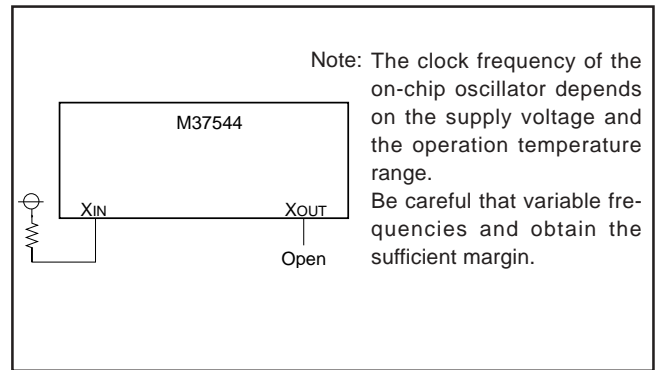 Note: The clock frequency of the
on-chip oscillator depends
on the supply voltage and
the operation temperature
range.
Be careful that variable fre-
quencies and obtain the
sufficient margin.
M37544
XIN
XOUT
Open